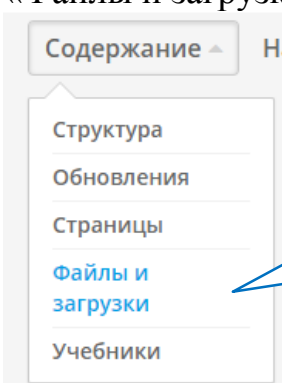 Содержание
Структура
Обновления
Страницы
Файлы и
загрузки
Учебники